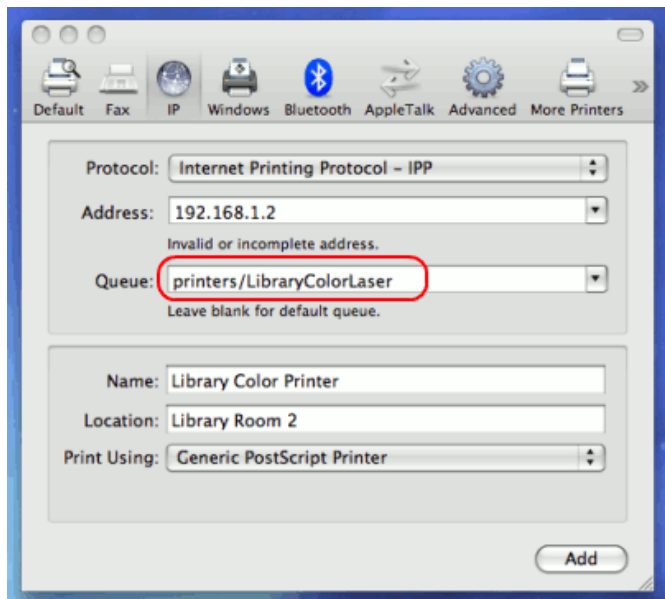 Default Fax IP Windows Bluetooth AppleTalk Advanced More Printers
Protocol: Internet Printing Protocol – IPP
Address: 192.168.1.2
Invalid or incomplete address.
Queue: printers/LibraryColorLaser
Leave blank for default queue.
Name: Library Color Printer
Location: Library Room 2
Print Using: Generic PostScript Printer
Add